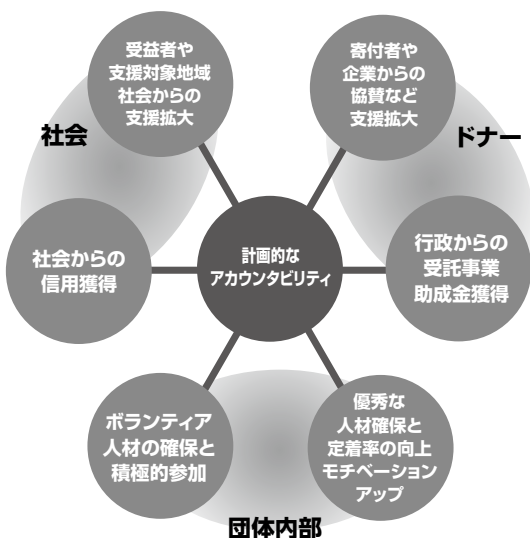 受益者や
支援対象地域
社会からの
支援拡大
寄付者や
企業からの
協賛など
支援拡大
社会
ドナー
社会からの
信用獲得
計画的な
アカウンタビリティ
行政からの
受託事業
助成金獲得
ボランティア
人材の確保と
積極的参加
優秀な
人材確保と
定着率の向上
モチベーション
アップ
団体内部